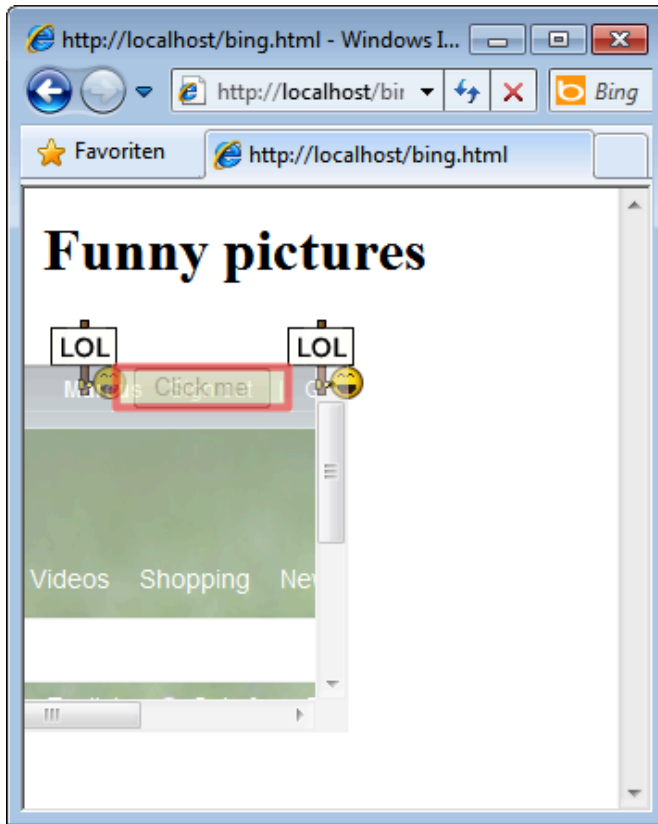 http://localhost/bing.html - Windows I...
http://localhost/bir
Bing
Favoriten
http://localhost/bing.html
Funny pictures
LOL LOL
Click me
Videos Shopping